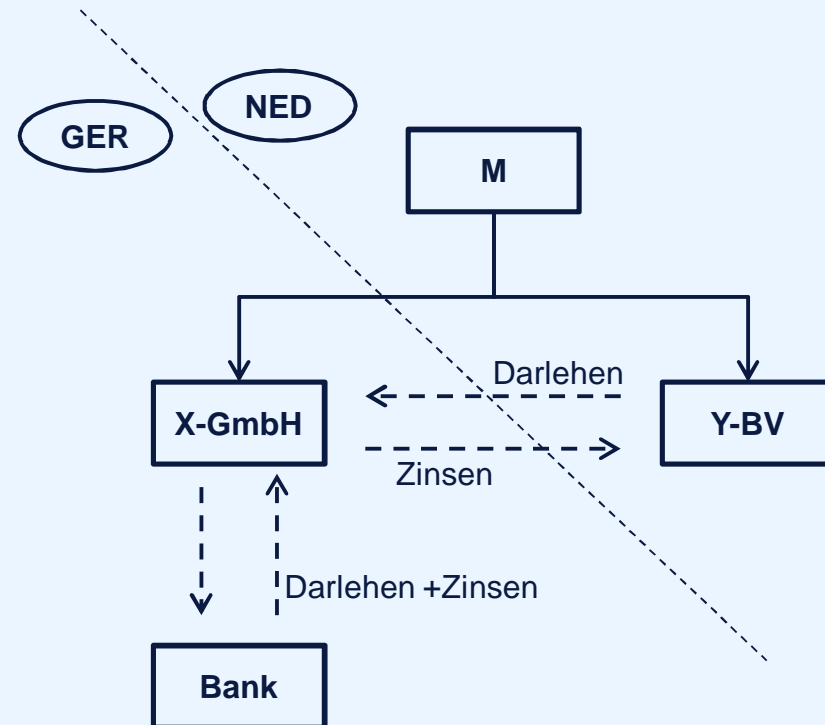 NED
GER
M
Darlehen
X-GmbH
Y-BV
Zinsen
Darlehen +Zinsen
Bank